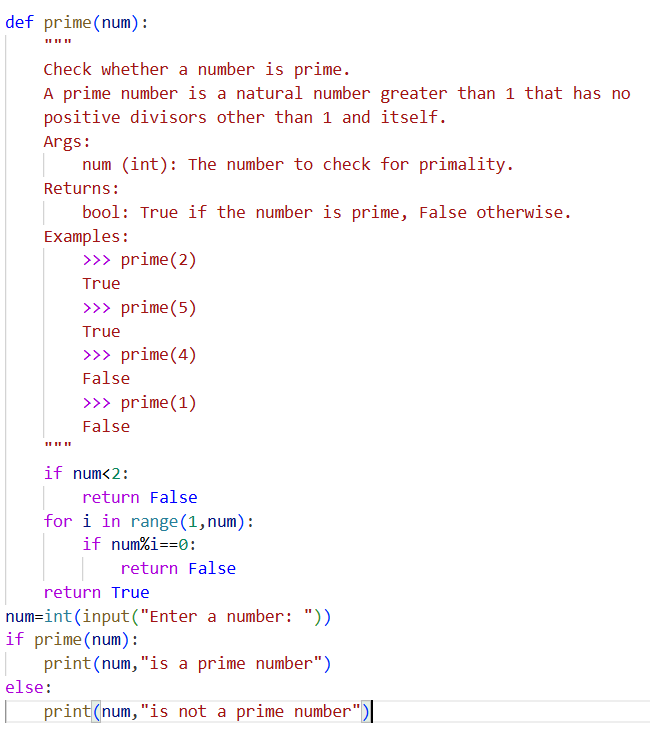 def prime(num):
    """
    Check whether a number is prime.
    A prime number is a natural number greater than 1 that has no
    positive divisors other than 1 and itself.
    Args:
        num (int): The number to check for primality.
    Returns:
        bool: True if the number is prime, False otherwise.
    Examples:
        >>> prime(2)
        True
        >>> prime(5)
        True
        >>> prime(4)
        False
        >>> prime(1)
        False
    """
    if num<2:
        return False
    for i in range(1,num):
        if num%i==0:
            return False
    return True
num=int(input("Enter a number: "))
if prime(num):
    print(num,"is a prime number")
else:
    print(num,"is not a prime number")